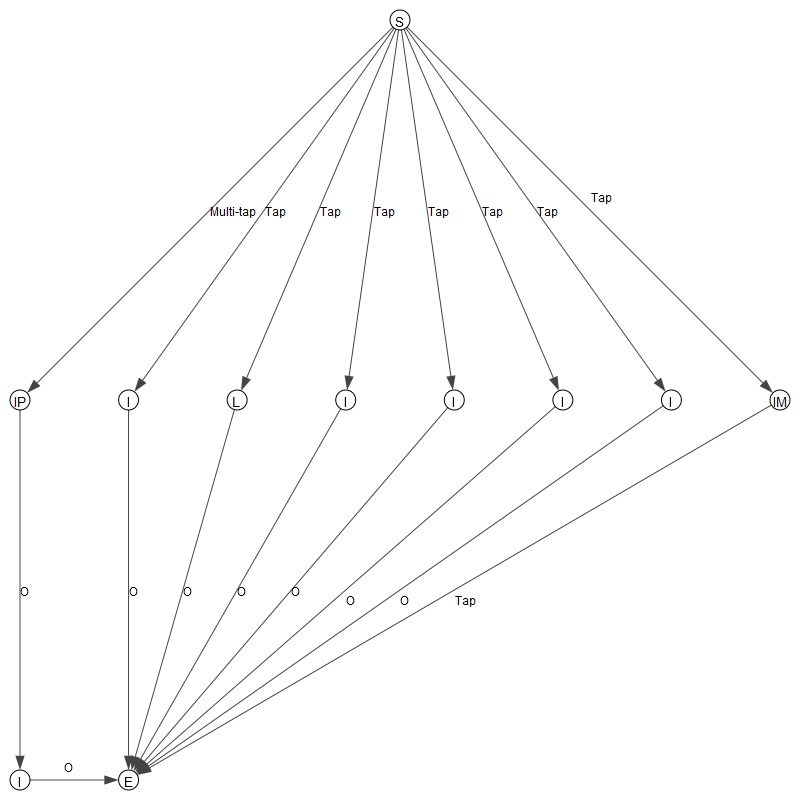 S
Tap
Multi-tap Tap Tap Tap Tap Tap Tap
IP I L I I I I IM
O O O O O
O O Tap
O
I E